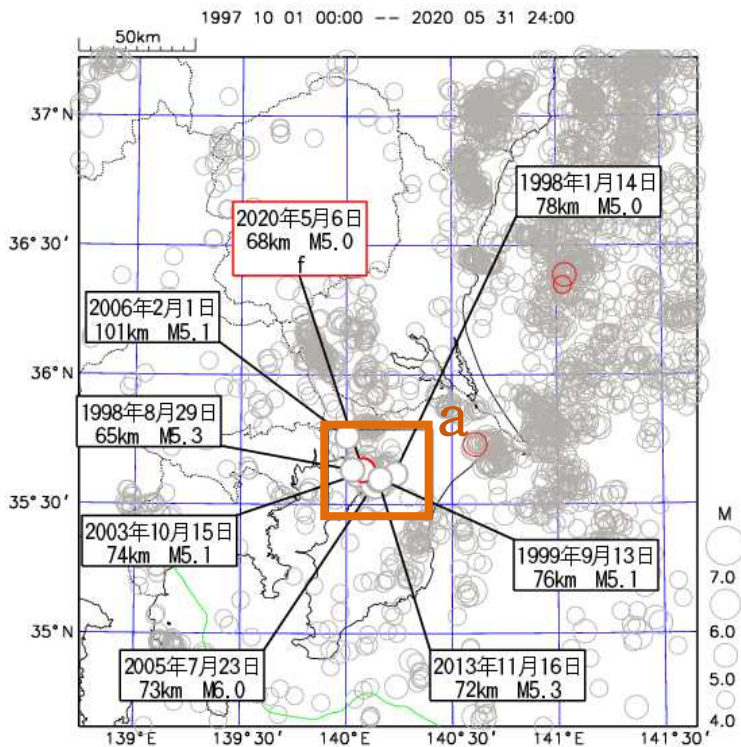 1997 10 01 00:00 -- 2020 05 31 24:00
50km
37°N
1998年1月14日
78km M5.0
2020年5月6日
68km M5.0
f
36°30′
2006年2月1日
101km M5.1
36°N
1998年8月29日
65km M5.3
a
35°30′
2003年10月15日
74km M5.1
1999年9月13日
76km M5.1
M
7.0
6.0
5.0
4.0
35°N
2005年7月23日
73km M6.0
2013年11月16日
72km M5.3
139°E
139°30′
140°E
140°30′
141°E
141°30′